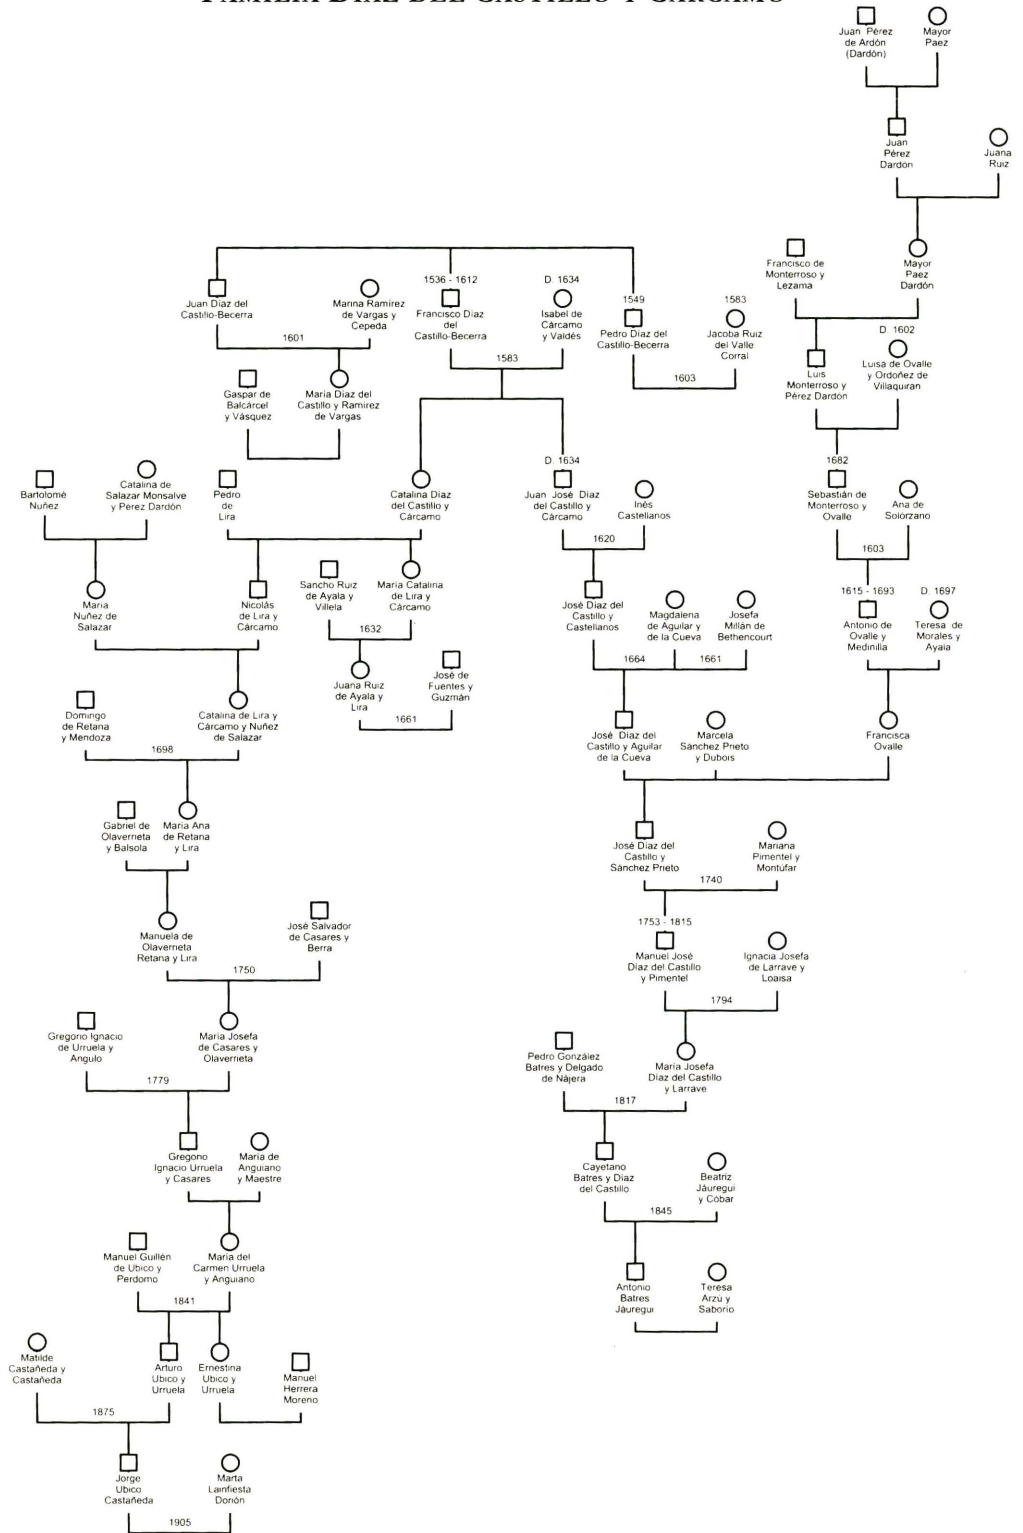 FAMILIA DÍAZ DEL CASTILLO Y CÁRCAMO
Juan Pérez
de Ardón
(Dardón)
Mayor
Paez
Juan
Pérez
Dardón
Juana
Ruiz
Francisco de
Monterroso y
Lezama
Mayor
Paez
Dardón
Juan Díaz del
Castillo-Becerra
Marina Ramírez
de Vargas y
Cepeda
1536 - 1612
Francisco Díaz
del
Castillo-Becerra
D. 1634
Isabel de
Cárcamo
y Valdés
1549
Pedro Díaz del
Castillo-Becerra
1583
Jacoba Ruiz
del Valle
Corral
1601
1583
1603
Luis
Monterroso y
Pérez Dardón
D. 1602
Luisa de Ovalle
y Ordoñez de
Villaquiran
Gaspar de
Balcárcel
y Vásquez
María Díaz del
Castillo y Ramírez
de Vargas
Bartolomé
Nuñez
Catalina de
Salazar Monsalve
y Pérez Dardón
Pedro
de
Lira
Catalina Díaz
del Castillo y
Cárcamo
D. 1634
Juan José Díaz
del Castillo y
Cárcamo
Inés
Castellanos
1682
Sebastián de
Monterroso y
Ovalle
Ana de
Solórzano
1620
1603
María
Nuñez de
Salazar
Nicolás
de Lira y
Cárcamo
Sancho Ruiz
de Ayala y
Villela
María Catalina
de Lira y
Cárcamo
José Díaz del
Castillo y
Castellanos
Magdalena
de Aguilar y
de la Cueva
Josefa
Millán de
Bethencourt
1615 - 1693
Antonio de
Ovalle y
Medinilla
D. 1697
Teresa de
Morales y
Ayala
1632
1664
1661
Juana Ruiz
de Ayala y
Lira
José de
Fuentes y
Guzmán
1661
Domingo
de Retana
y Mendoza
Catalina de Lira y
Cárcamo y Nuñez
de Salazar
José Díaz del
Castillo y Aguilar
de la Cueva
Marcela
Sánchez Prieto
y Dubois
Francisca
Ovalle
1698
Gabriel de
Olaverrieta
y Balsola
María Ana
de Retana
y Lira
José Díaz del
Castillo y
Sánchez Prieto
Mariana
Pimentel y
Montúfar
1740
Manuela de
Olaverrieta
Retana y Lira
José Salvador
de Casares y
Berra
1753 - 1815
Manuel José
Díaz del Castillo
y Pimentel
Ignacia Josefa
de Larrave y
Loaisa
1750
1794
Gregorio Ignacio
de Urruela y
Angulo
María Josefa
de Casares y
Olaverrieta
Pedro González
Batres y Delgado
de Nájera
María Josefa
Díaz del Castillo
y Larrave
1779
1817
Gregorio
Ignacio Urruela
y Casares
María de
Anguiano
y Maestre
Cayetano
Batres y Díaz
del Castillo
Beatriz
Jáuregui
y Cóbar
1845
Manuel Guillén
de Ubico y
Perdomo
María del
Carmen Urruela
y Anguiano
Antonio
Batres
Jáuregui
Teresa
Arzú y
Saborío
1841
Matilde
Castañeda y
Castañeda
Arturo
Ubico y
Urruela
Ernestina
Ubico y
Urruela
Manuel
Herrera
Moreno
1875
Jorge
Ubico
Castañeda
Marta
Lainfiesta
Dorión
1905